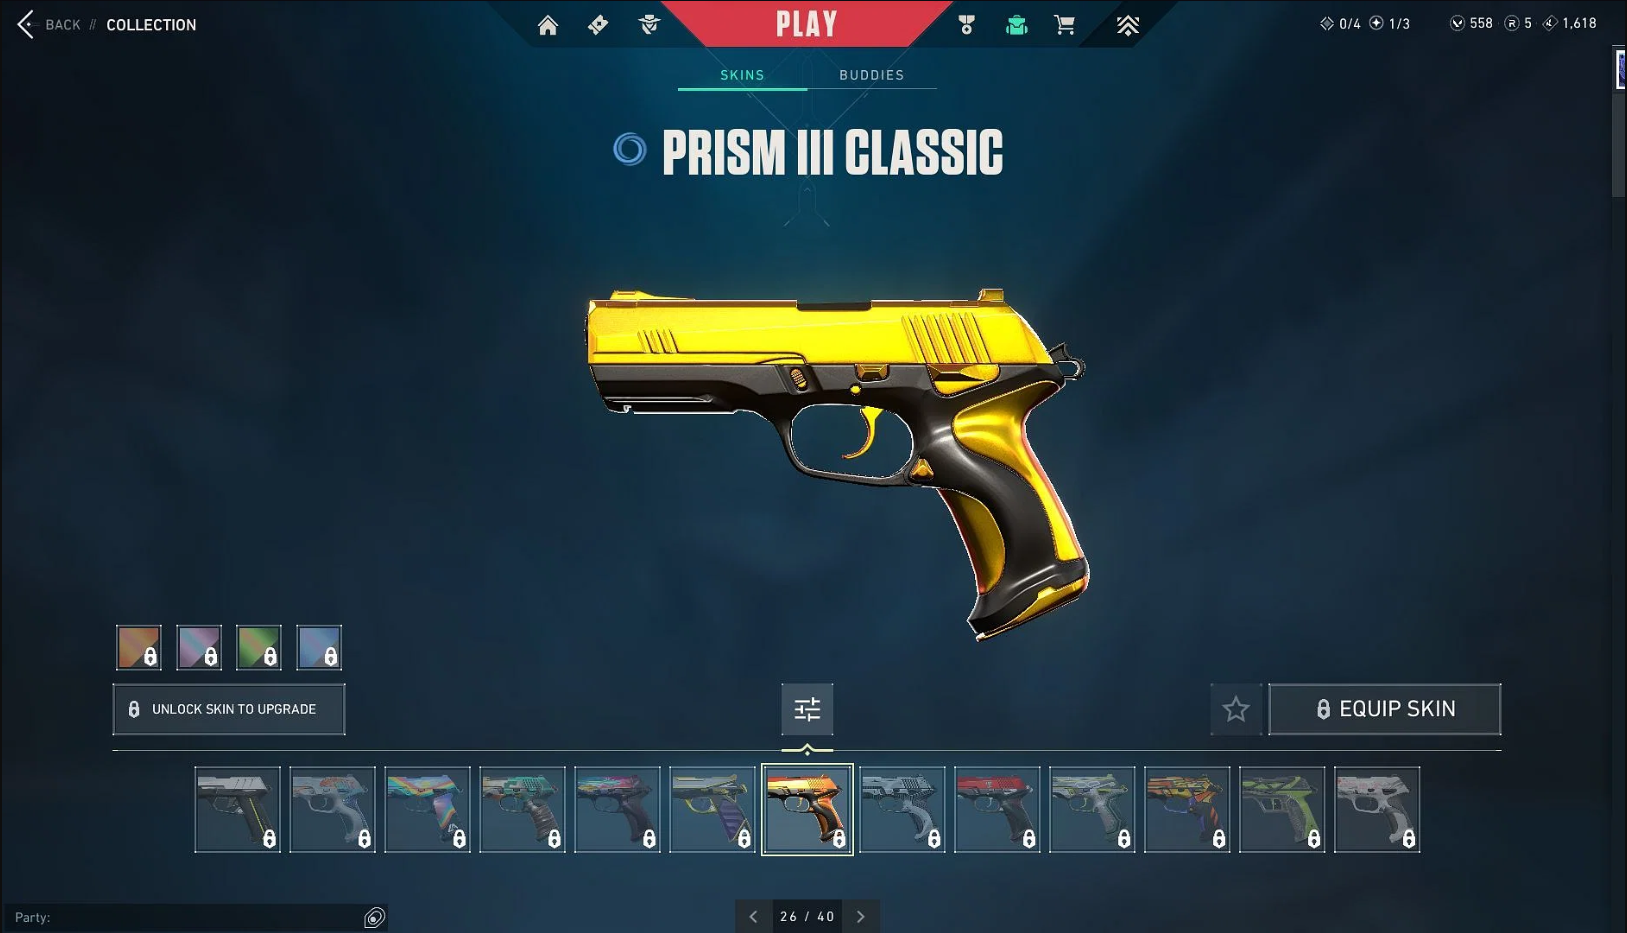 BACK // COLLECTION
PLAY
0/4 1/3 558 5 1,618
SKINS BUDDIES
PRISM III CLASSIC
UNLOCK SKIN TO UPGRADE
EQUIP SKIN
Party:
26 / 40